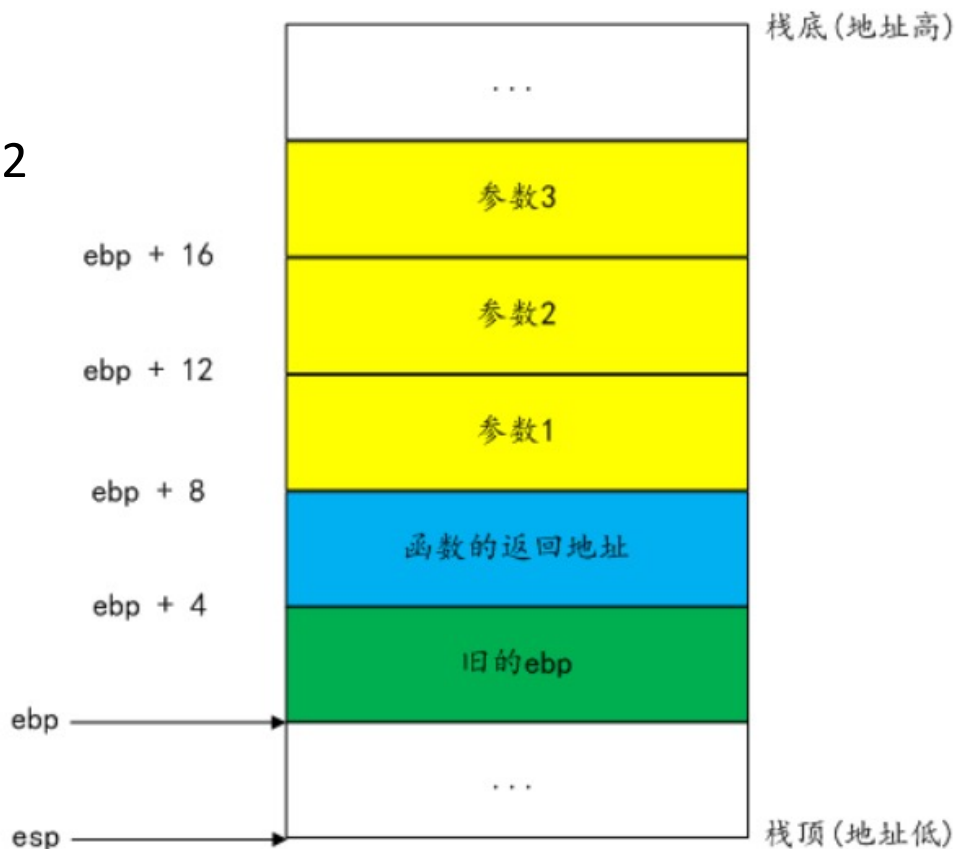 栈底(地址高)
...
2
参数3
ebp + 16
参数2
ebp + 12
参数1
ebp + 8
函数的返回地址
ebp + 4
旧的ebp
ebp
...
esp
栈顶(地址低)